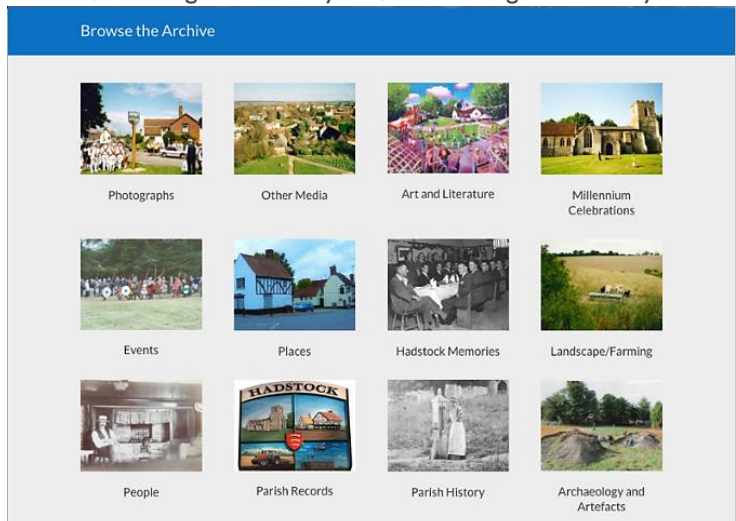 Browse the Archive
Photographs
Other Media
Art and Literature
Millennium
Celebrations
Events
Places
Hadstock Memories
Landscape/Farming
HADSTOCK
People
Parish Records
Parish History
Archaeology and
Artefacts